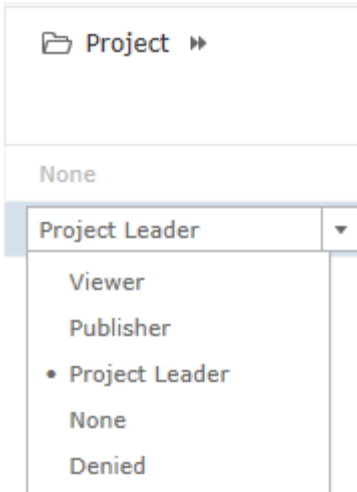 Project
None
Project Leader
Viewer
Publisher
Project Leader
None
Denied